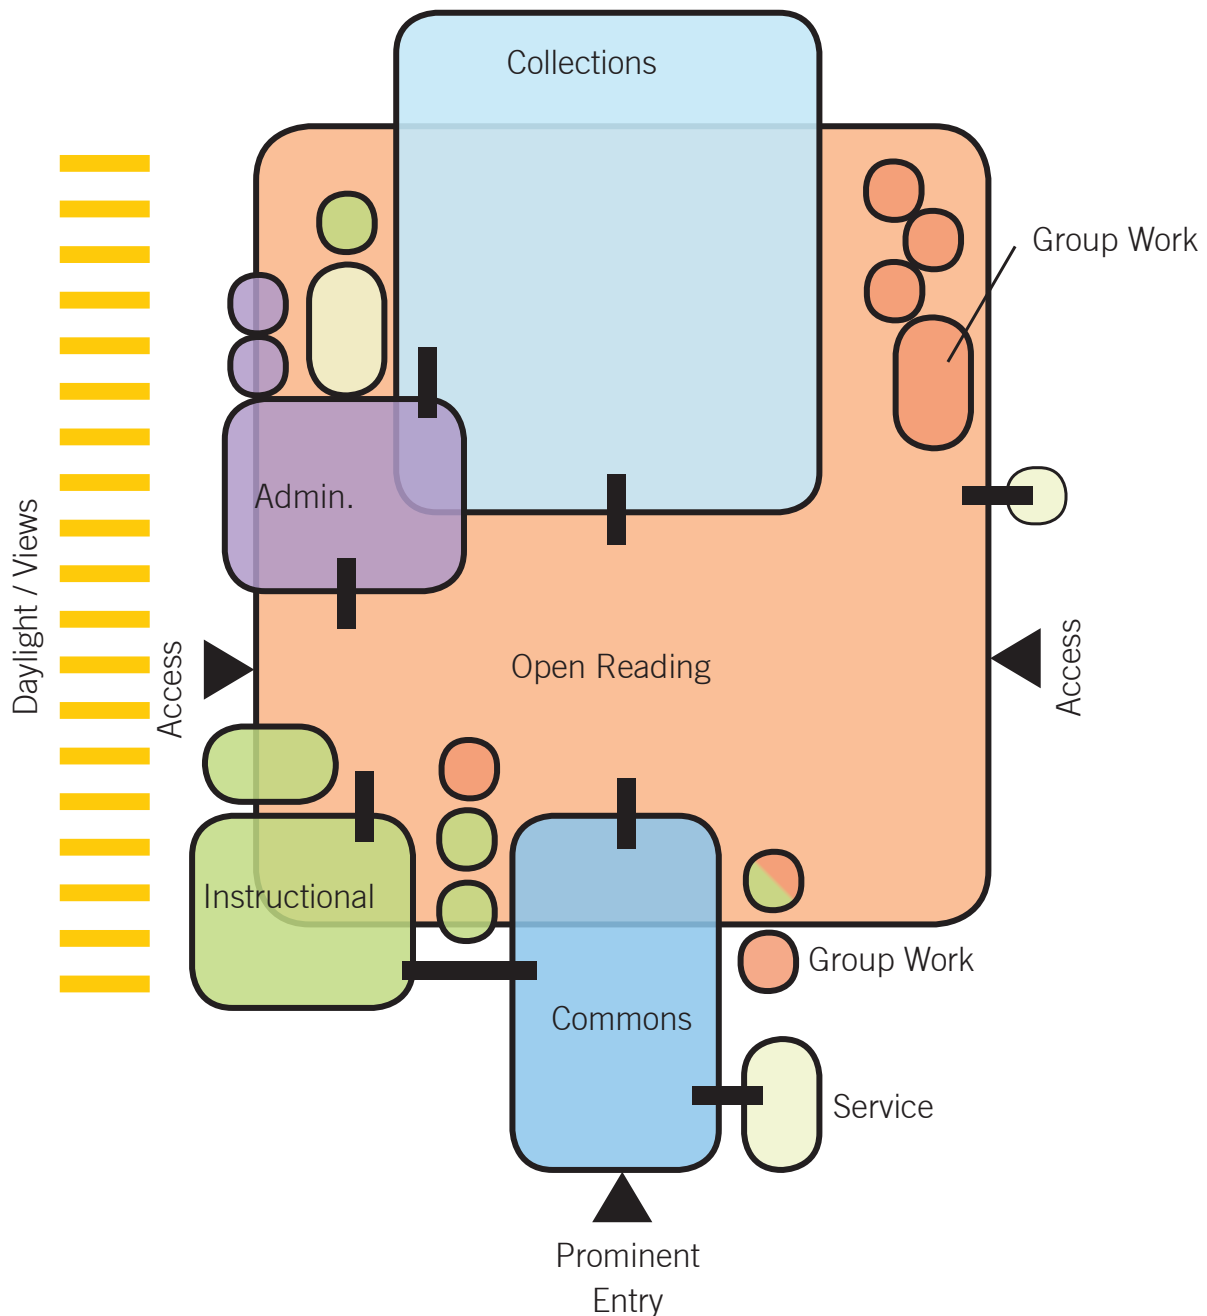 Collections
Group Work
Admin.
Daylight / Views
Access
Open Reading
Access
Instructional
Group Work
Commons
Service
Prominent
Entry